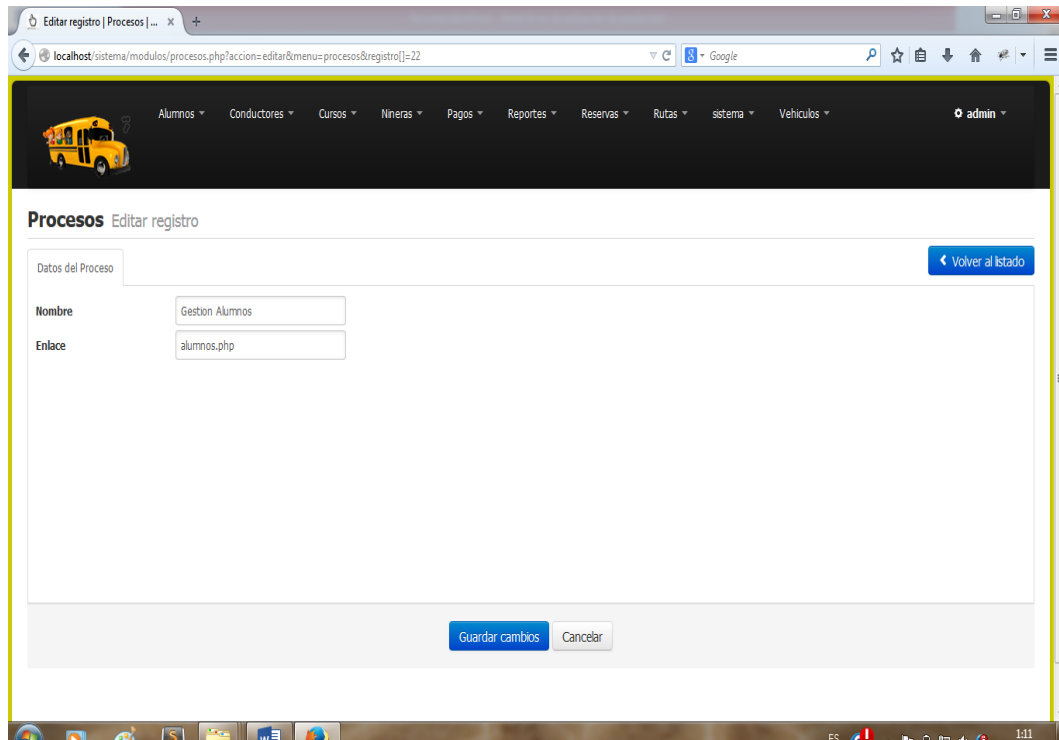 Editar registro | Procesos | ... x +
localhost/sistema/modulos/procesos.php?accion=editar&menu=procesos&registro[]=22
8 Google
Alumnos Conductores Cursos Nineras Pagos Reportes Reservas Rutas sistema Vehiculos admin
Procesos Editar registro
Datos del Proceso
Volver al listado
Nombre Gestion Alumnos
Enlace alumnos.php
Guardar cambios Cancelar
ES 1:11